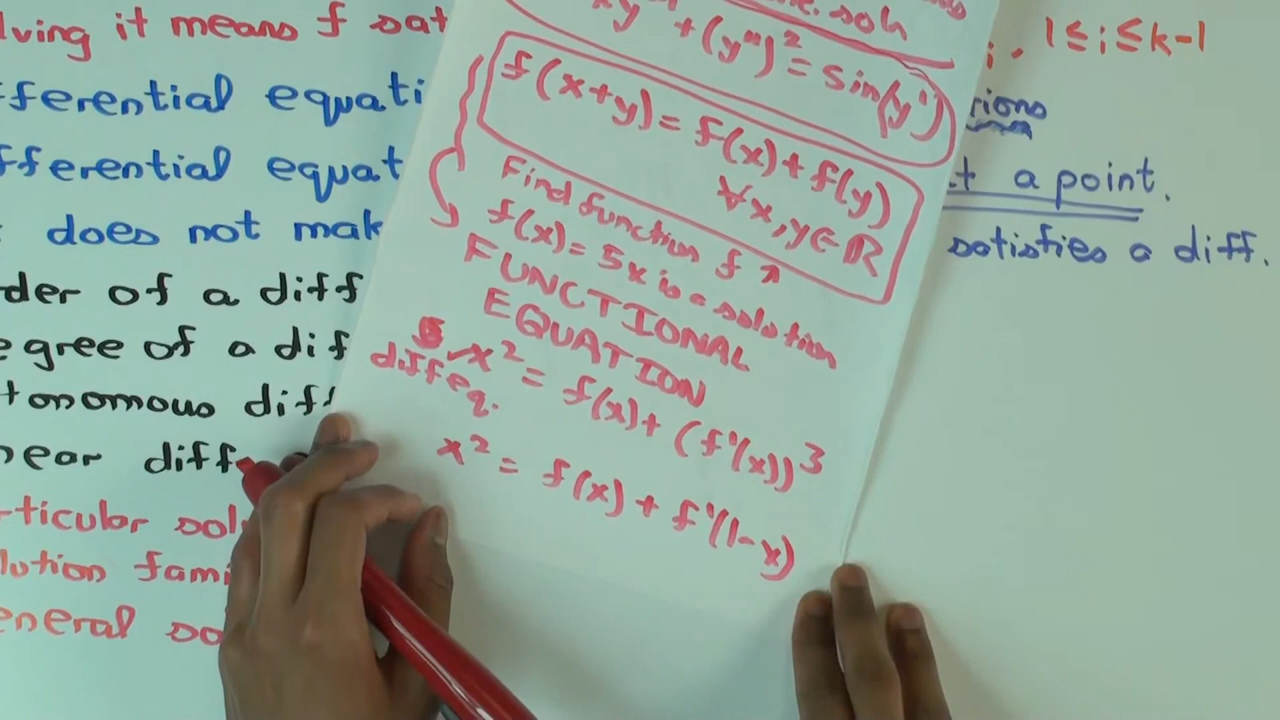 lving it means f sat
fferential equati
fferential equat
does not mak
der of a diff
egree of a dif
tonomous diff
near diff
rticular sol
lution fami
eneral so
soln
+ (y''')² = sin(y')
f(x+y) = f(x) + f(y)
∀x,y∈ℝ
Find function f
f(x) = 5x is a solution
FUNCTIONAL
EQUATION
x² = f(x) + (f'(x))³
diff eq.
x² = f(x) + f'(1-x)
i. 1≤i≤k-1
tions
t a point.
satisfies a diff.